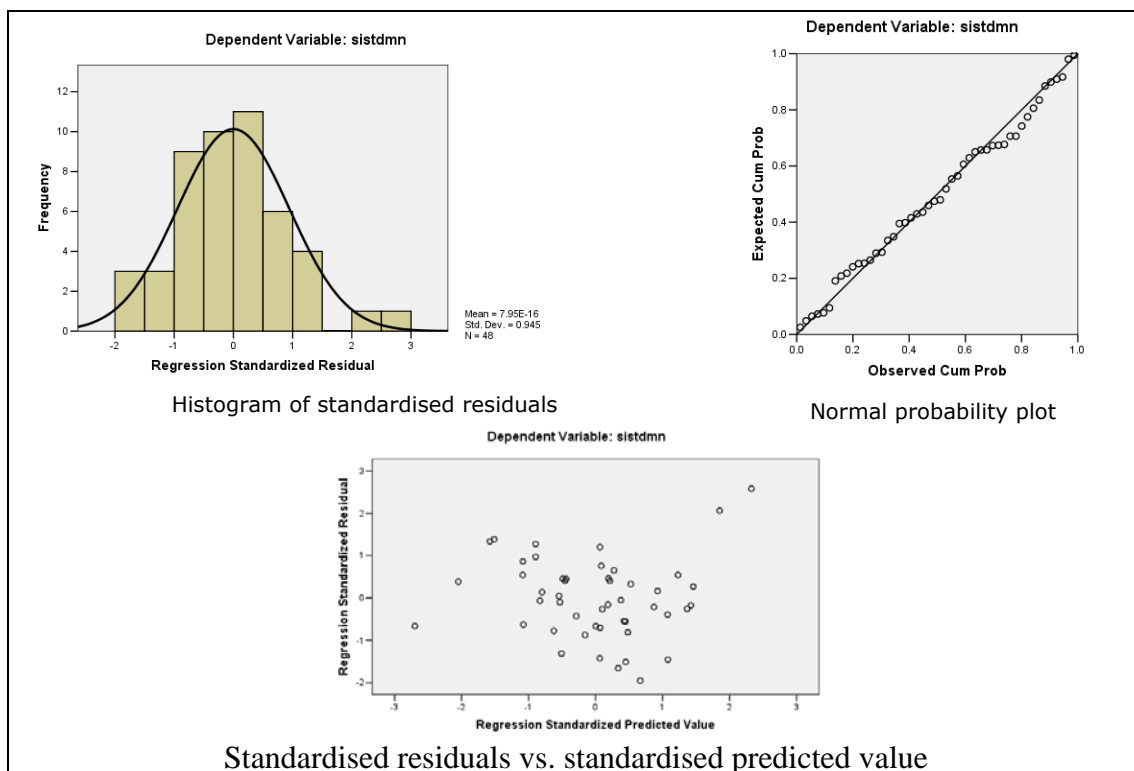 Dependent Variable: sistdmn
12
10
8
6
4
2
0
Frequency
-2
-1
0
1
2
3
Regression Standardized Residual
Mean = 7.95E-16
Std. Dev. = 0.945
N = 48
Histogram of standardised residuals
Dependent Variable: sistdmn
1.0
0.8
0.6
0.4
0.2
0.0
Expected Cum Prob
0.0
0.2
0.4
0.6
0.8
1.0
Observed Cum Prob
Normal probability plot
Dependent Variable: sistdmn
3
2
1
0
-1
-2
Regression Standardized Residual
-3
-2
-1
0
1
2
3
Regression Standardized Predicted Value
Standardised residuals vs. standardised predicted value